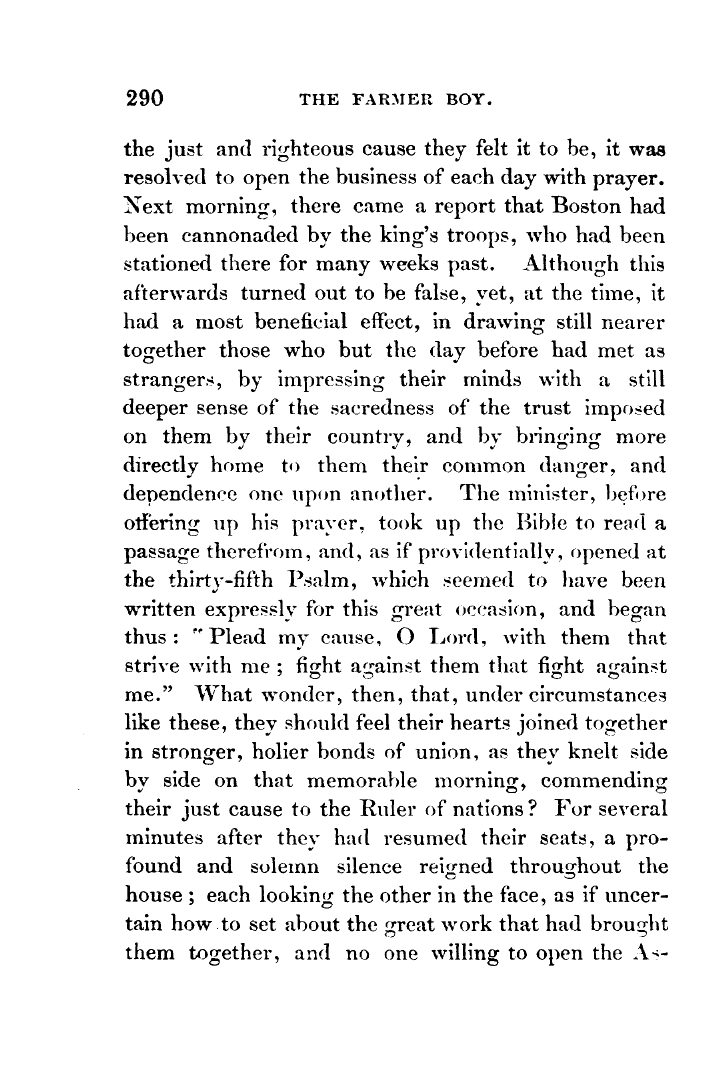 290 THE FARMER BOY.
the just and righteous cause they felt it to be, it was
resolved to open the business of each day with prayer.
Next morning, there came a report that Boston had
been cannonaded by the king's troops, who had been
stationed there for many weeks past. Although this
afterwards turned out to be false, yet, at the time, it
had a most beneficial effect, in drawing still nearer
together those who but the day before had met as
strangers, by impressing their minds with a still
deeper sense of the sacredness of the trust imposed
on them by their country, and by bringing more
directly home to them their common danger, and
dependence one upon another. The minister, before
offering up his prayer, took up the Bible to read a
passage therefrom, and, as if providentially, opened at
the thirty-fifth Psalm, which seemed to have been
written expressly for this great occasion, and began
thus: "Plead my cause, O Lord, with them that
strive with me; fight against them that fight against
me." What wonder, then, that, under circumstances
like these, they should feel their hearts joined together
in stronger, holier bonds of union, as they knelt side
by side on that memorable morning, commending
their just cause to the Ruler of nations? For several
minutes after they had resumed their seats, a pro-
found and solemn silence reigned throughout the
house; each looking the other in the face, as if uncer-
tain how to set about the great work that had brought
them together, and no one willing to open the As-